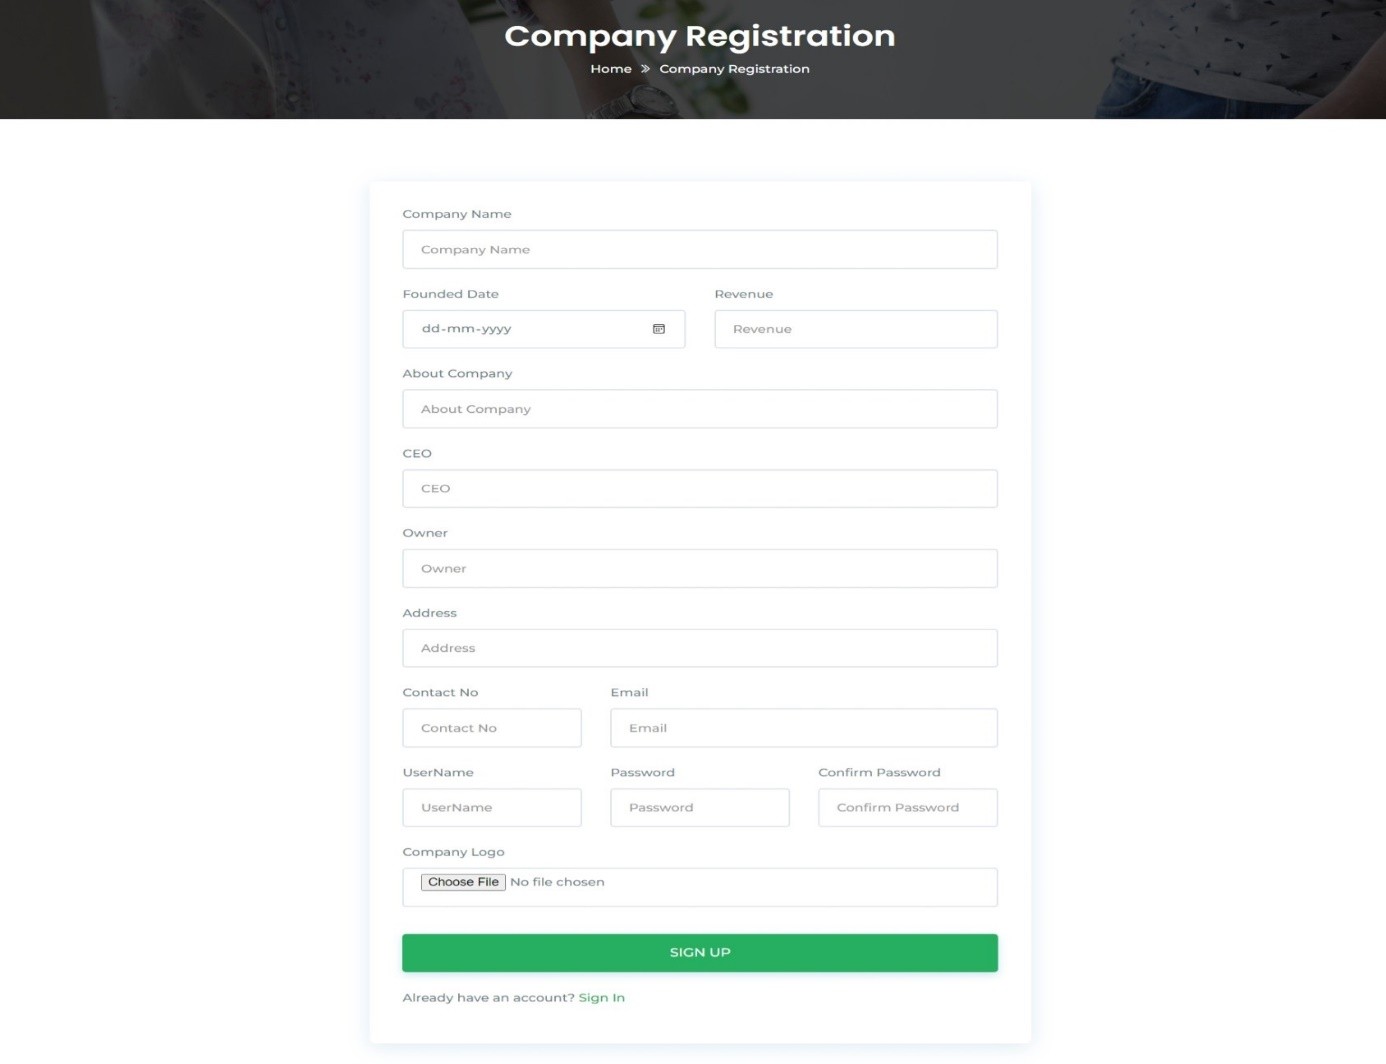 Company Registration
Home » Company Registration
Company Name
Company Name
Founded Date Revenue
dd-mm-yyyy Revenue
About Company
About Company
CEO
CEO
Owner
Owner
Address
Address
Contact No Email
Contact No Email
UserName Password Confirm Password
UserName Password Confirm Password
Company Logo
Choose File No file chosen
SIGN UP
Already have an account? Sign In